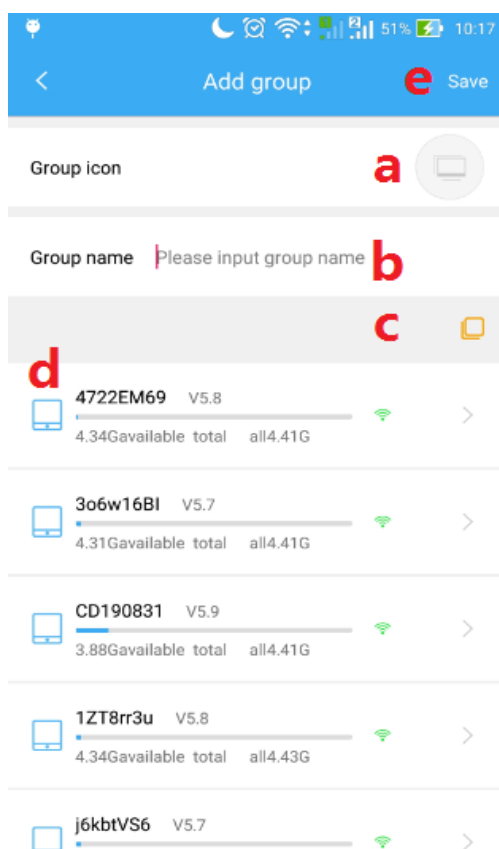 1 2 51% 10:17
Add group e Save
Group icon a
Group name Please input group name b
c
d
4722EM69 V5.8
4.34Gavailable total all4.41G
3o6w16BI V5.7
4.31Gavailable total all4.41G
CD190831 V5.9
3.88Gavailable total all4.41G
1ZT8rr3u V5.8
4.34Gavailable total all4.43G
j6kbtVS6 V5.7